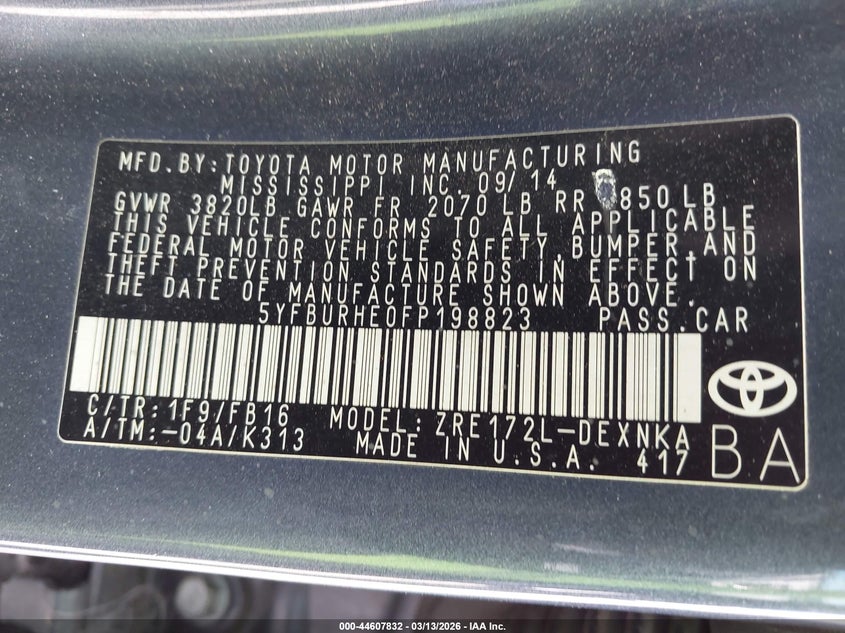 MFD.BY:TOYOTA MOTOR MANUFACTURING
MISSISSIPPI INC. 09/14
GVWR 3820LB GAWR FR 2070 LB RR 850 LB
THIS VEHICLE CONFORMS TO ALL APPLICABLE
FEDERAL MOTOR VEHICLE SAFETY,BUMPER,AND
THEFT PREVENTION STANDARDS IN EFFECT ON
THE DATE OF MANUFACTURE SHOWN ABOVE.
5YFBURHE0FP198823 PASS.CAR
C/TR:1F9/FB16 MODEL:ZRE172L-DEXNKA
A/TM:-04A/K313 MADE IN U.S.A. 417
BA
000-44607832 - 03/13/2026 - IAA Inc.